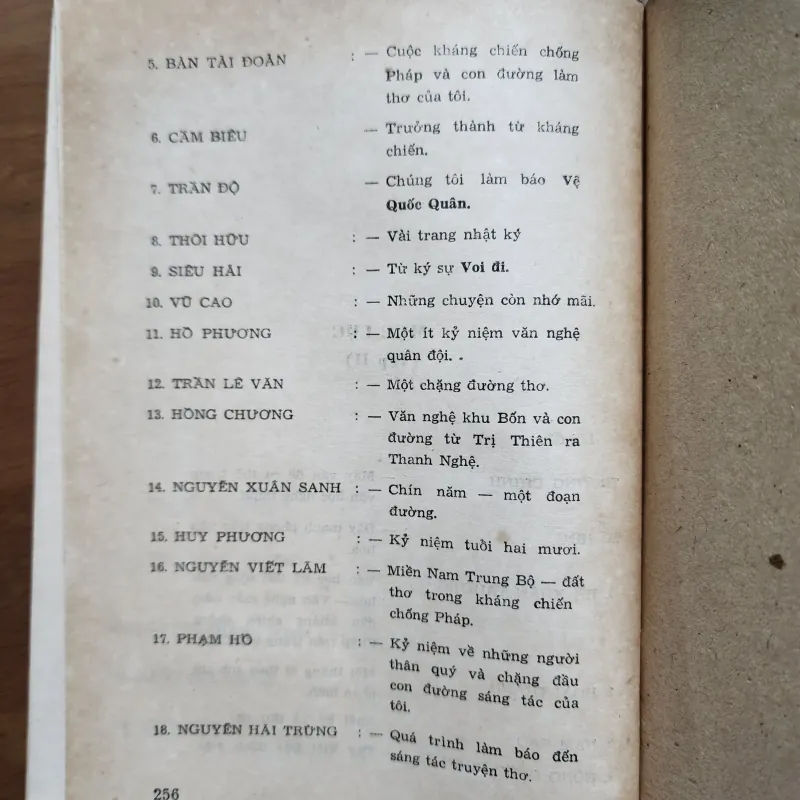 5. BÀN TÀI ĐOÀN : — Cuộc kháng chiến chống
Pháp và con đường làm
thơ của tôi.
6. CẦM BIÊU — Trưởng thành từ kháng
chiến.
7. TRẦN ĐỘ — Chúng tôi làm báo Vệ
Quốc Quân.
8. THÔI HỮU : — Vài trang nhật ký
9. SIÊU HẢI : — Từ ký sự Voi đi.
10. VŨ CAO : — Những chuyện còn nhớ mãi.
11. HỒ PHƯƠNG : — Một ít kỷ niệm văn nghệ
quân đội. .
12. TRẦN LÊ VĂN : — Một chặng đường thơ.
13. HỒNG CHƯƠNG : — Văn nghệ khu Bốn và con
đường từ Trị Thiên ra
Thanh Nghệ.
14. NGUYỄN XUÂN SANH : — Chín năm — một đoạn
đường.
15. HUY PHƯƠNG : — Kỷ niệm tuổi hai mươi.
16. NGUYỄN VIẾT LÃM : — Miền Nam Trung Bộ — đất
thơ trong kháng chiến
chống Pháp.
17. PHẠM HỔ : — Kỷ niệm về những người
thân quý và chặng đầu
con đường sáng tác của
tôi.
18. NGUYỄN HẢI TRỪNG : — Quá trình làm báo đến
sáng tác truyện thơ.
256